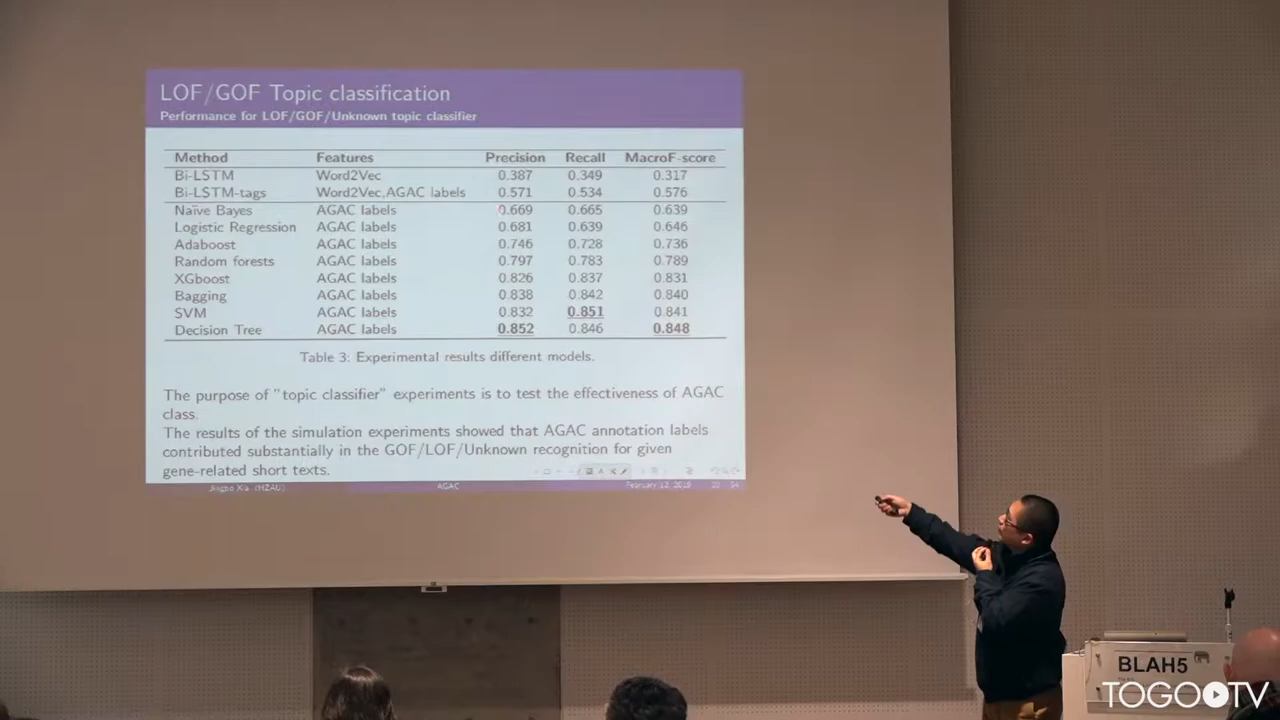 LOF/GOF Topic classification
Performance for LOF/GOF/Unknown topic classifier
Method Features Precision Recall MacroF-score
Bi-LSTM Word2Vec 0.387 0.349 0.317
Bi-LSTM-tags Word2Vec,AGAC labels 0.571 0.534 0.576
Naïve Bayes AGAC labels 0.669 0.665 0.639
Logistic Regression AGAC labels 0.681 0.639 0.646
Adaboost AGAC labels 0.746 0.728 0.736
Random forests AGAC labels 0.797 0.783 0.789
XGboost AGAC labels 0.826 0.837 0.831
Bagging AGAC labels 0.838 0.842 0.840
SVM AGAC labels 0.832 0.851 0.841
Decision Tree AGAC labels 0.852 0.846 0.848
Table 3: Experimental results different models.
The purpose of "topic classifier" experiments is to test the effectiveness of AGAC
class.
The results of the simulation experiments showed that AGAC annotation labels
contributed substantially in the GOF/LOF/Unknown recognition for given
gene-related short texts.
Jingbo Xia (HZAU) AGAC February 12, 2019
BLAH5
TOGOTV